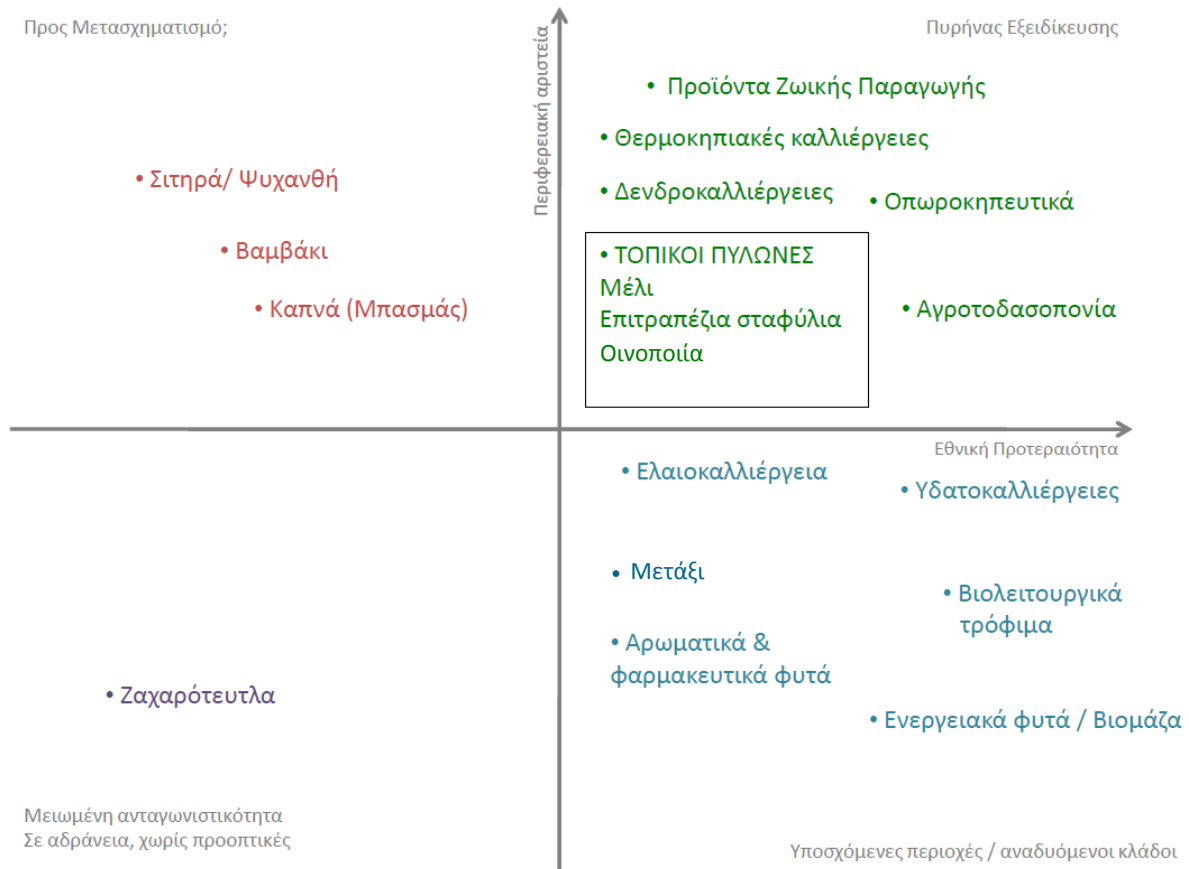 Προς Μετασχηματισμό;
Πυρήνας Εξειδίκευσης
Περιφερειακή αριστεία
• Προϊόντα Ζωικής Παραγωγής
• Θερμοκηπιακές καλλιέργειες
• Σιτηρά/ Ψυχανθή
• Δενδροκαλλιέργειες
• Οπωροκηπευτικά
• Βαμβάκι
• ΤΟΠΙΚΟΙ ΠΥΛΩΝΕΣ
Μέλι
• Καπνά (Μπασμάς)
Επιτραπέζια σταφύλια
• Αγροτοδασοπονία
Οινοποιία
Εθνική Προτεραιότητα
• Ελαιοκαλλιέργεια
• Υδατοκαλλιέργειες
• Μετάξι
• Βιολειτουργικά
τρόφιμα
• Αρωματικά &
φαρμακευτικά φυτά
• Ζαχαρότευτλα
• Ενεργειακά φυτά / Βιομάζα
Μειωμένη ανταγωνιστικότητα
Σε αδράνεια, χωρίς προοπτικές
Υποσχόμενες περιοχές / αναδυόμενοι κλάδοι